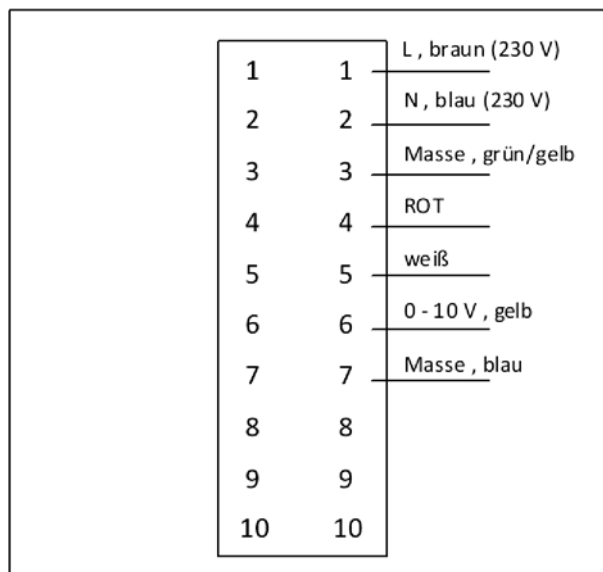 L , braun (230 V)
1 1
N , blau (230 V)
2 2
Masse , grün/gelb
3 3
ROT
4 4
weiß
5 5
0 - 10 V , gelb
6 6
Masse , blau
7 7
8 8
9 9
10 10